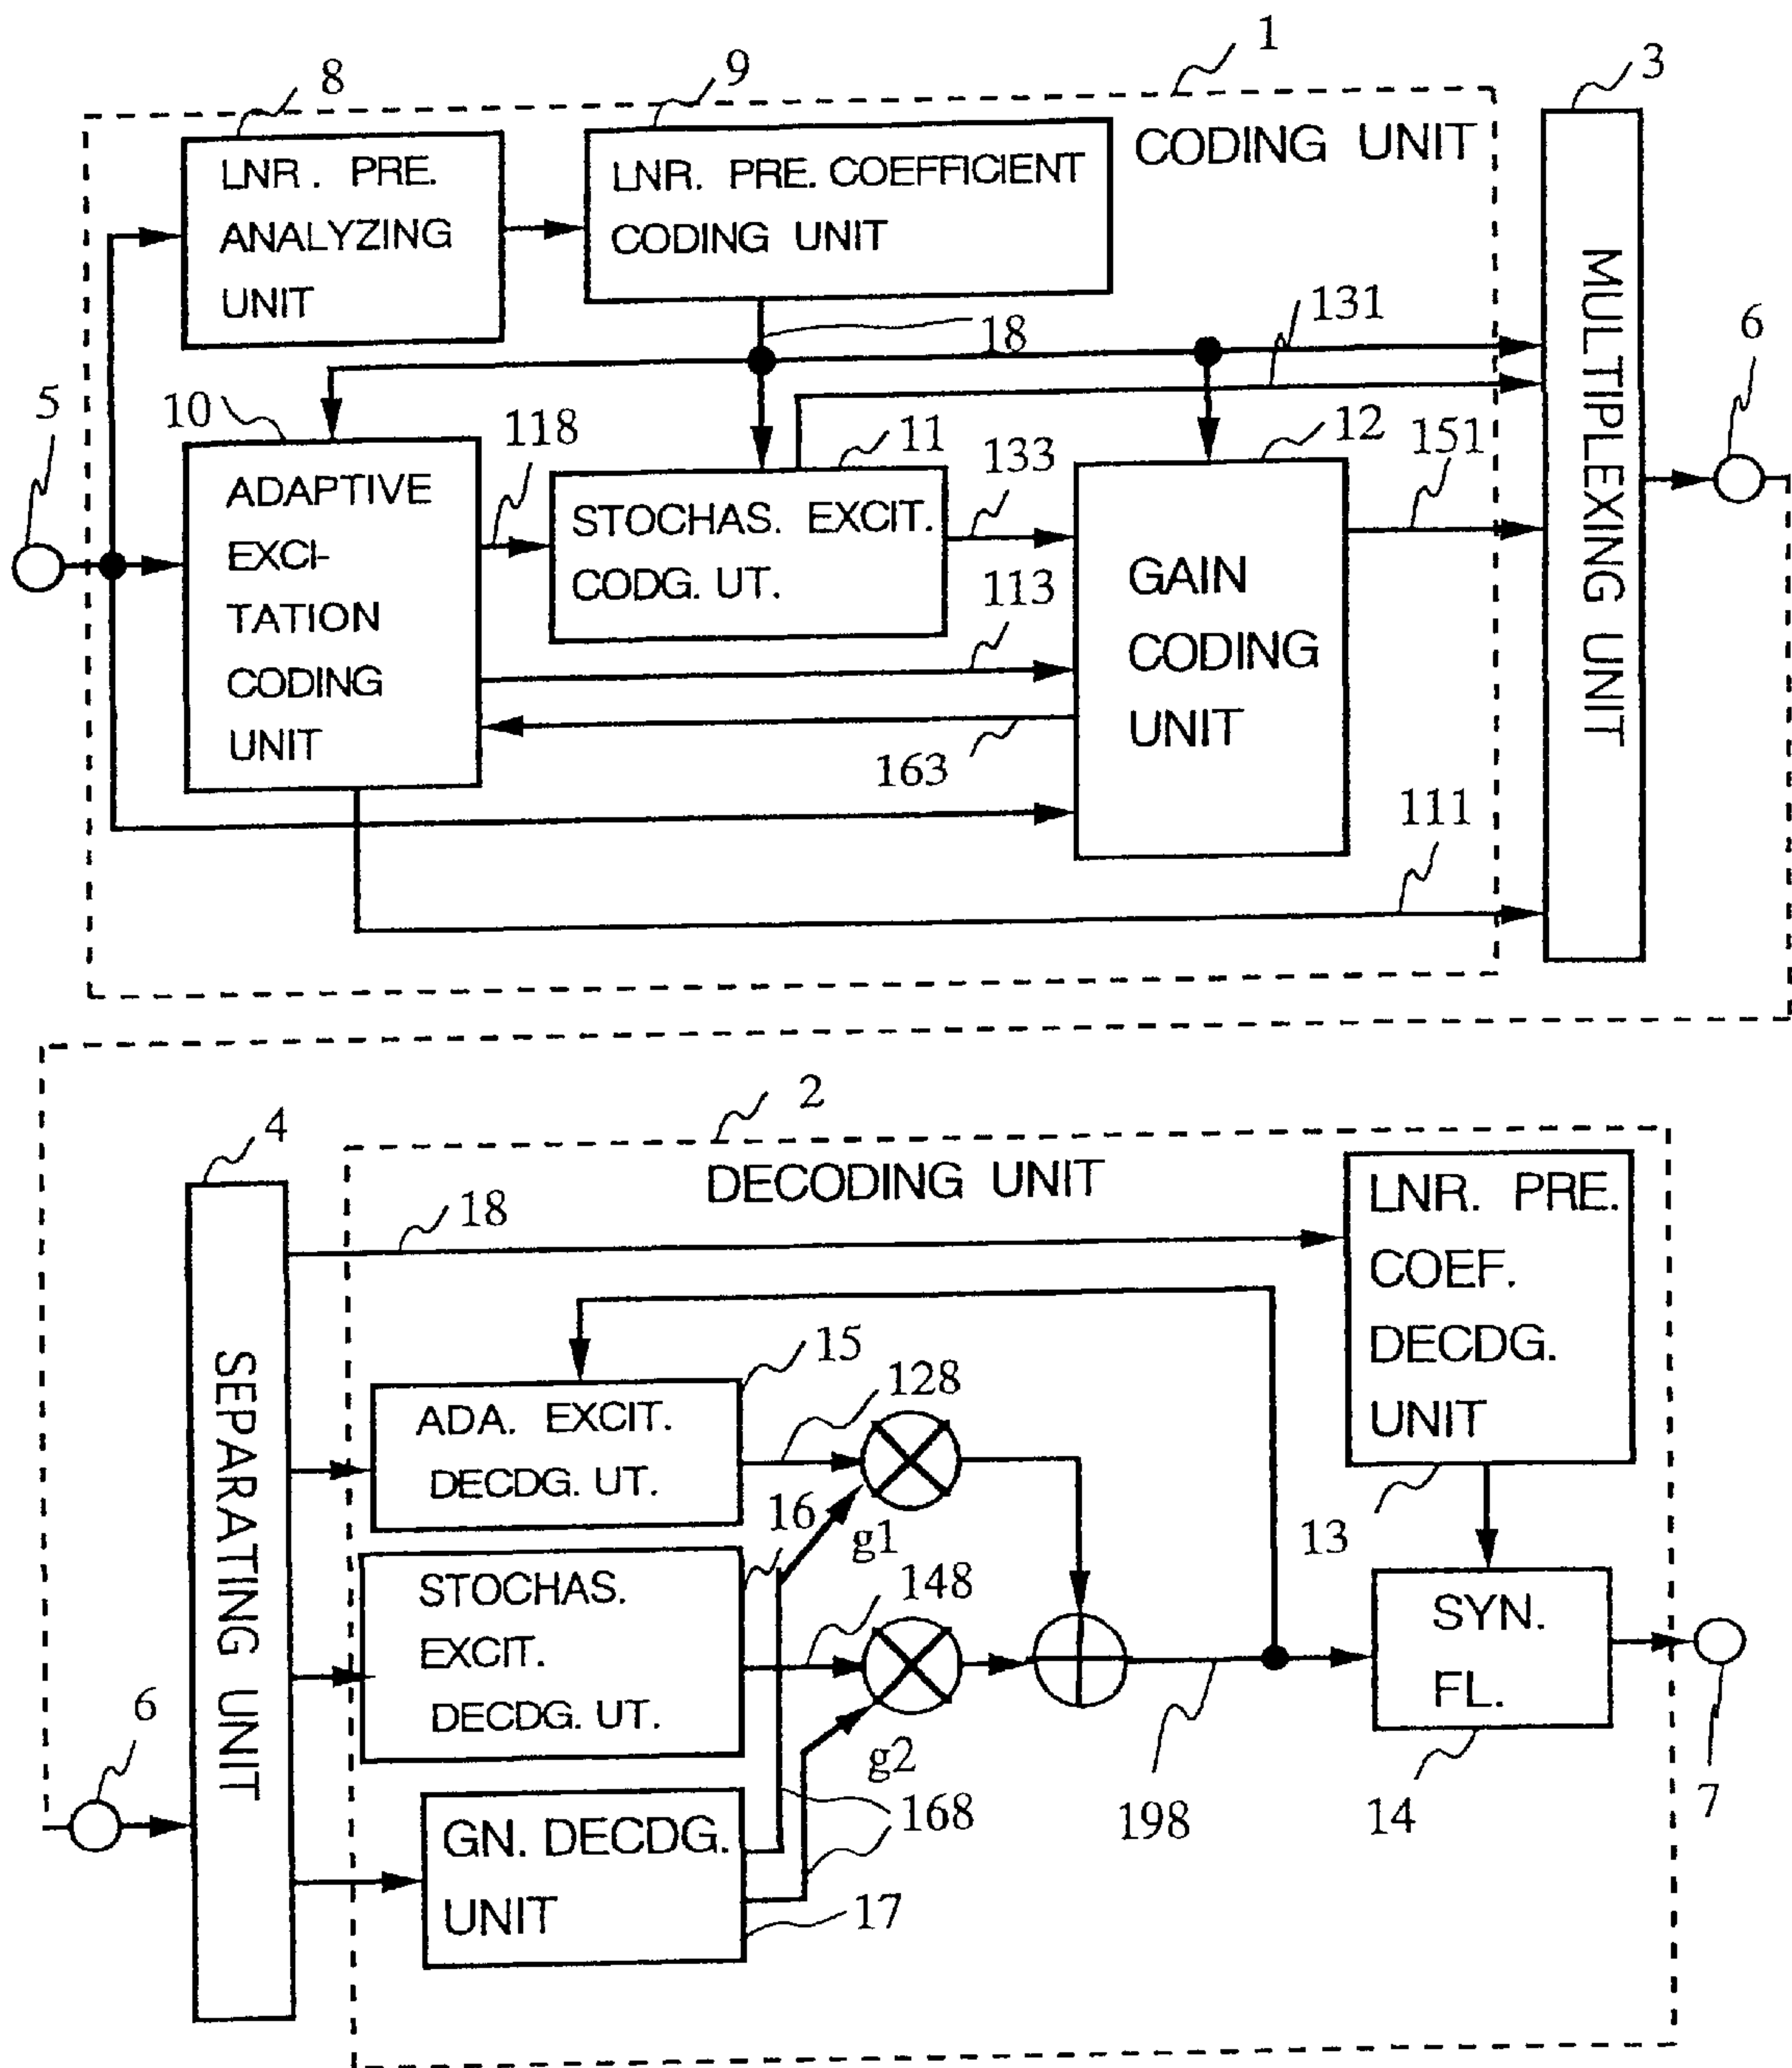 1
3
8
9
CODING UNIT
LNR. PRE.
ANALYZING
UNIT
LNR. PRE. COEFFICIENT
CODING UNIT
MULTIPLEXING UNIT
131
18
6
5
10
118
11
133
12
151
ADAPTIVE
EXCI-
TATION
CODING
UNIT
STOCHAS. EXCIT.
CODG. UT.
113
GAIN
CODING
UNIT
163
111
2
4
DECODING UNIT
18
LNR. PRE.
COEF.
DECDG.
UNIT
SEPARATING UNIT
15
128
ADA. EXCIT.
DECDG. UT.
16
g1
13
STOCHAS.
EXCIT.
DECDG. UT.
148
SYN.
FL.
6
g2
168
198
14
7
GN. DECDG.
UNIT
17